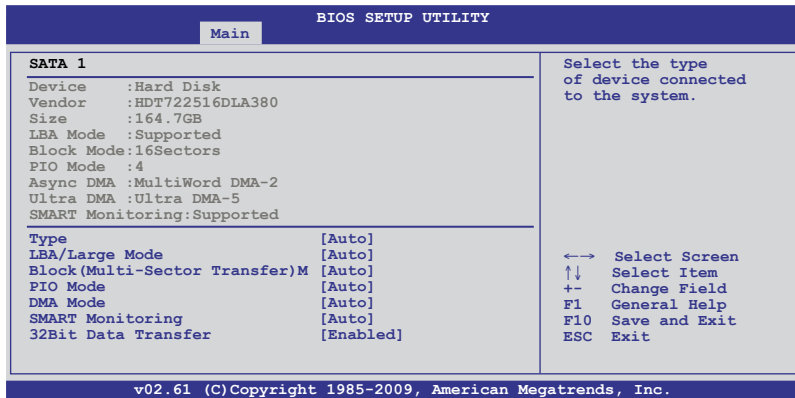 BIOS SETUP UTILITY
Main
SATA 1
Device :Hard Disk
Vendor :HDT722516DLA380
Size :164.7GB
LBA Mode :Supported
Block Mode:16Sectors
PIO Mode :4
Async DMA :MultiWord DMA-2
Ultra DMA :Ultra DMA-5
SMART Monitoring:Supported
Type [Auto]
LBA/Large Mode [Auto]
Block(Multi-Sector Transfer)M [Auto]
PIO Mode [Auto]
DMA Mode [Auto]
SMART Monitoring [Auto]
32Bit Data Transfer [Enabled]
Select the type
of device connected
to the system.
←→ Select Screen
↑↓ Select Item
+- Change Field
F1 General Help
F10 Save and Exit
ESC Exit
v02.61 (C)Copyright 1985-2009, American Megatrends, Inc.